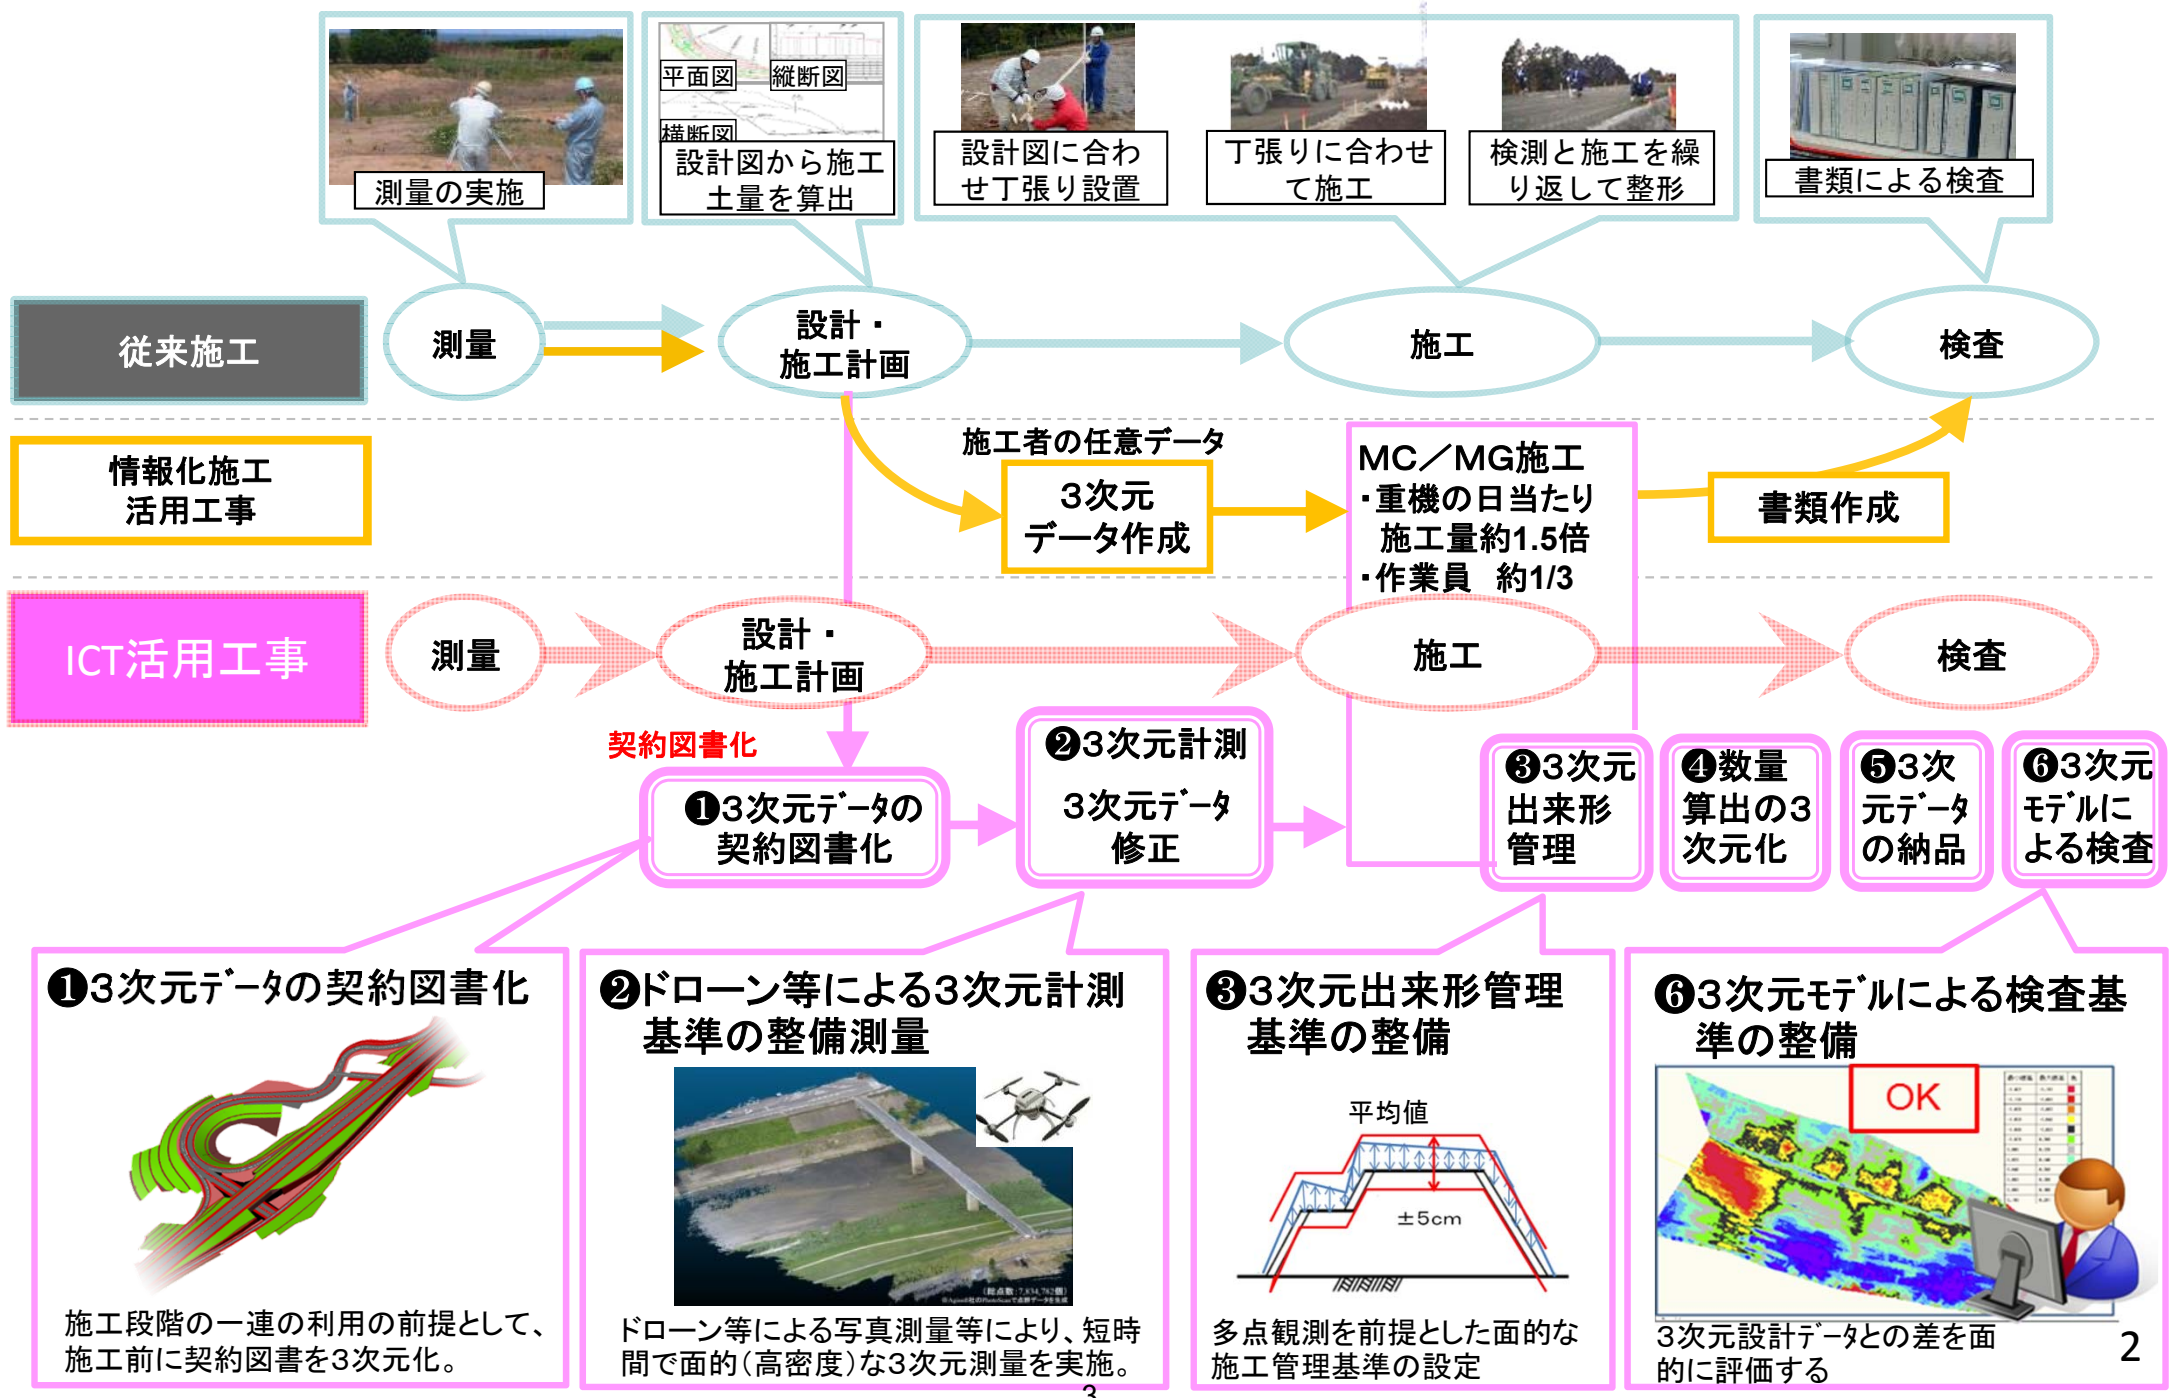 平面図
縦断図
横断図
測量の実施
設計図から施工
土量を算出
設計図に合わ
せ丁張り設置
丁張りに合わせ
て施工
検測と施工を繰
り返して整形
書類による検査
従来施工
測量
設計・
施工計画
施工
検査
情報化施工
活用工事
施工者の任意データ
3次元
データ作成
MC／MG施工
・重機の日当たり
施工量約1.5倍
・作業員　約1/3
書類作成
ICT活用工事
測量
設計・
施工計画
施工
検査
契約図書化
❶3次元ﾃﾞｰﾀの
契約図書化
❷3次元計測
3次元ﾃﾞｰﾀ
修正
❸3次元
出来形
管理
❹数量
算出の3
次元化
❺3次
元ﾃﾞｰﾀ
の納品
❻3次元
ﾓﾃﾞﾙに
よる検査
❶3次元ﾃﾞｰﾀの契約図書化
施工段階の一連の利用の前提として、
施工前に契約図書を3次元化。
❷ドローン等による3次元計測
基準の整備測量
(総点数:7,834,782個)
ドローン等による写真測量等により、短時
間で面的（高密度）な3次元測量を実施。
❸3次元出来形管理
基準の整備
平均値
±5cm
多点観測を前提とした面的な
施工管理基準の設定
❻3次元ﾓﾃﾞﾙによる検査基
準の整備
OK
3次元設計ﾃﾞｰﾀとの差を面
的に評価する
2
3